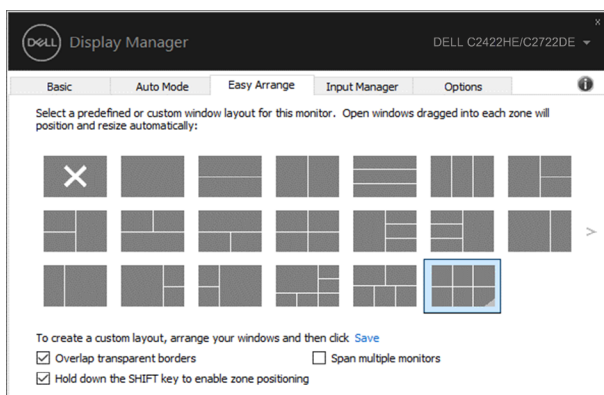 x
DELL Display Manager DELL C2422HE/C2722DE
Basic Auto Mode Easy Arrange Input Manager Options i
Select a predefined or custom window layout for this monitor. Open windows dragged into each zone will
position and resize automatically:
>
To create a custom layout, arrange your windows and then click Save
Overlap transparent borders Span multiple monitors
Hold down the SHIFT key to enable zone positioning